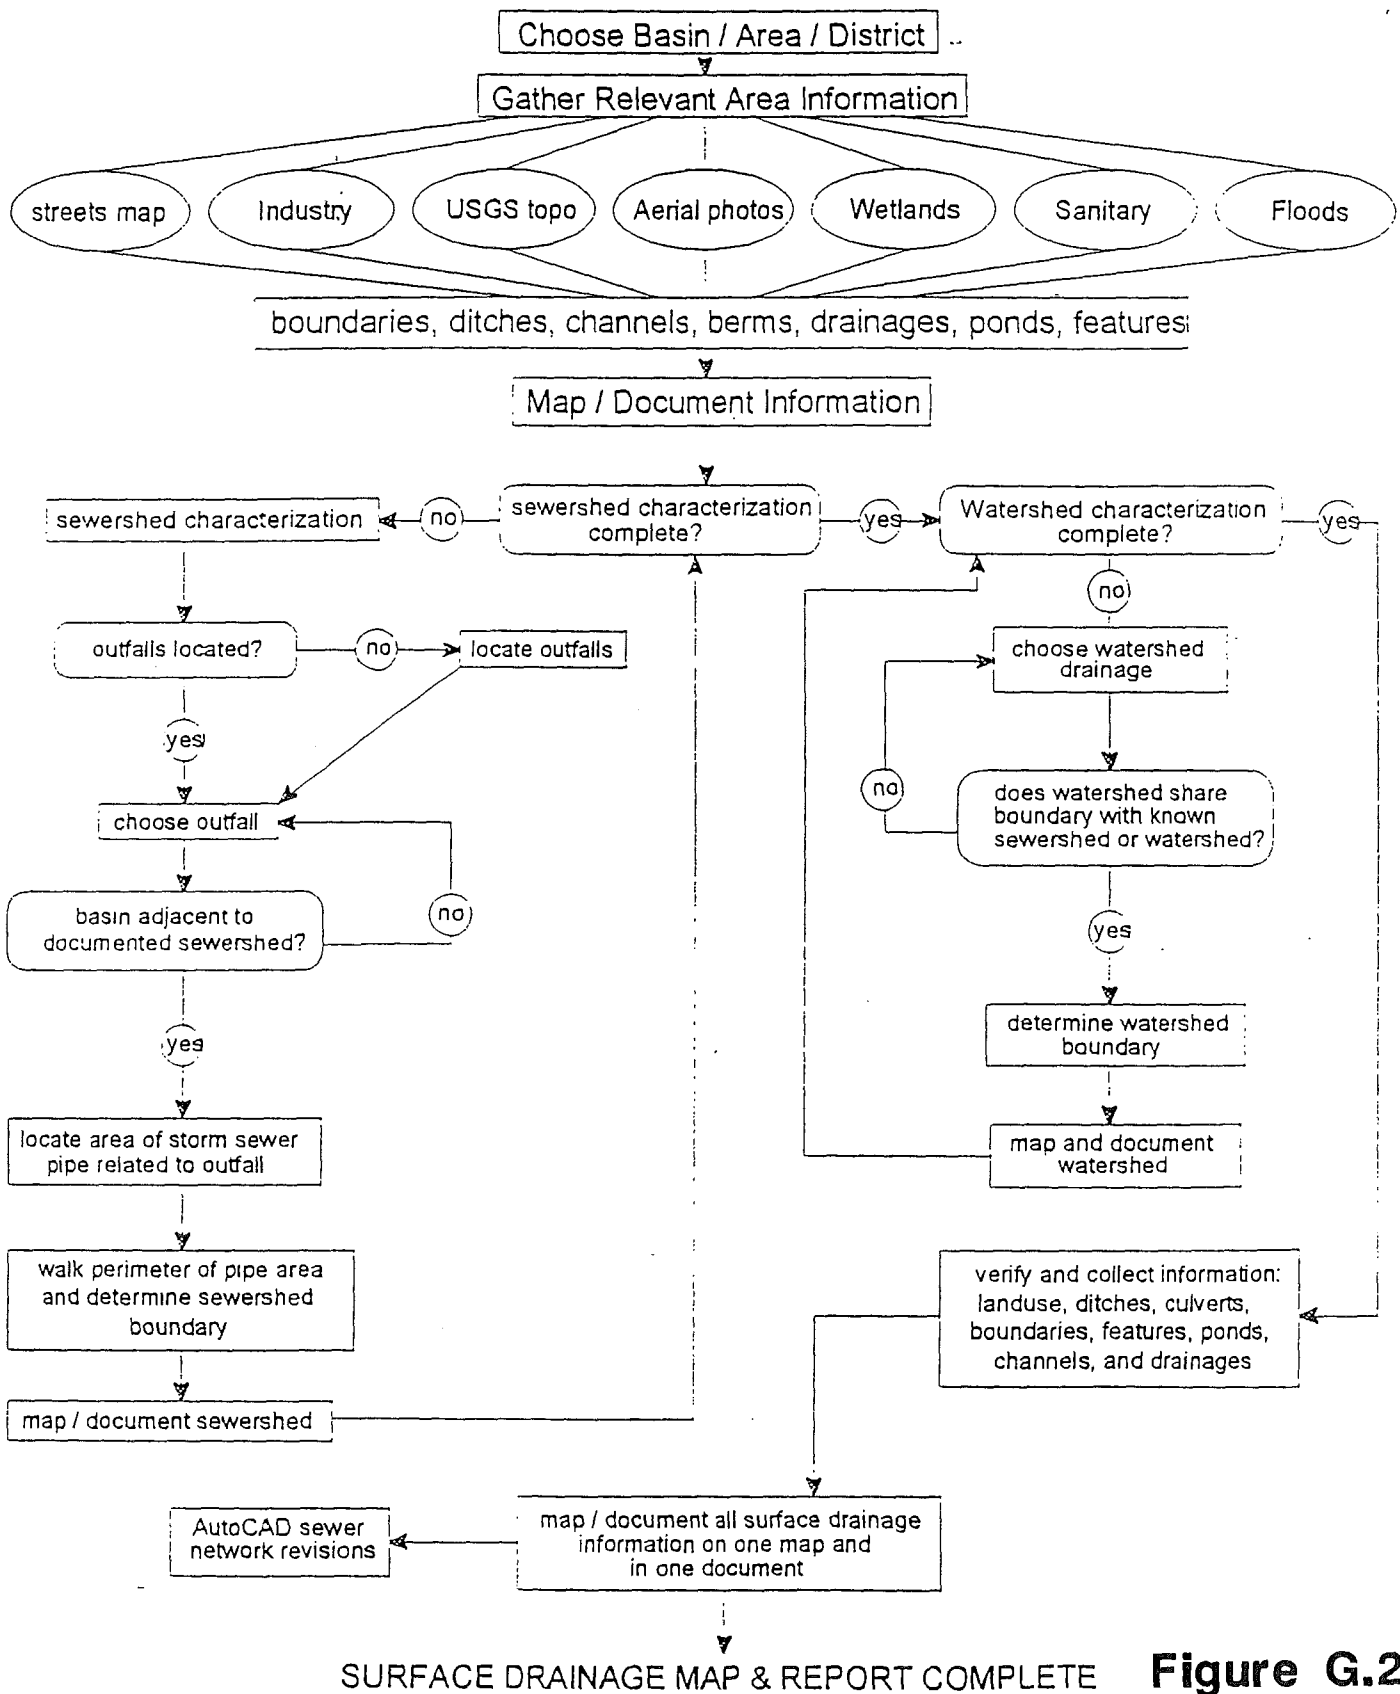 Choose Basin / Area / District
Gather Relevant Area Information
streets map
Industry
USGS topo
Aerial photos
Wetlands
Sanitary
Floods
boundaries, ditches, channels, berms, drainages, ponds, features
Map / Document Information
sewershed characterization
no
sewershed characterization
complete?
yes
Watershed characterization
complete?
yes
no
outfalls located?
no
locate outfalls
choose watershed
drainage
yes
no
does watershed share
boundary with known
sewershed or watershed?
choose outfall
no
basin adjacent to
documented sewershed?
yes
yes
determine watershed
boundary
locate area of storm sewer
pipe related to outfall
map and document
watershed
walk perimeter of pipe area
and determine sewershed
boundary
verify and collect information:
landuse, ditches, culverts,
boundaries, features, ponds,
channels, and drainages
map / document sewershed
AutoCAD sewer
network revisions
map / document all surface drainage
information on one map and
in one document
SURFACE DRAINAGE MAP & REPORT COMPLETE
Figure G.2